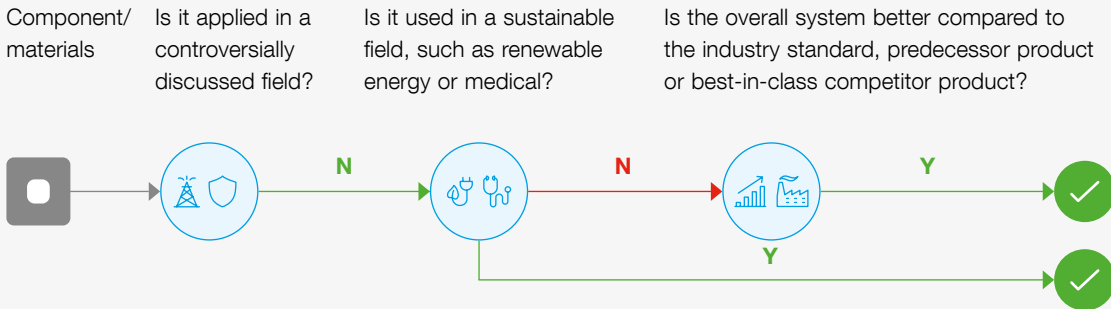 Component/
materials
Is it applied in a
controversially
discussed field?
Is it used in a sustainable
field, such as renewable
energy or medical?
Is the overall system better compared to
the industry standard, predecessor product
or best-in-class competitor product?
N
N
Y
Y